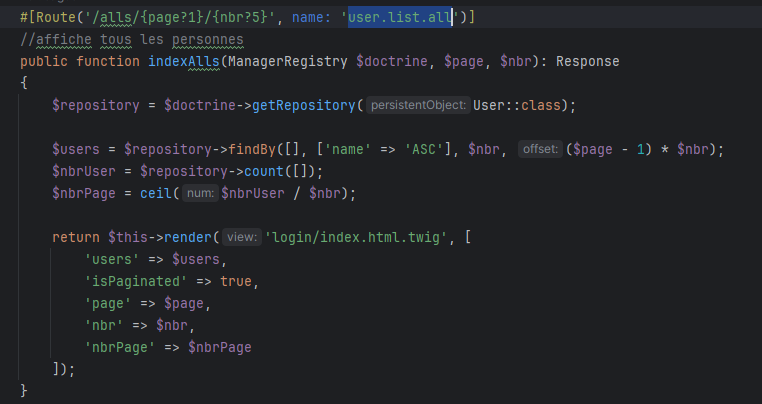 #[Route('/alls/{page?1}/{nbr?5}', name: 'user.list.all')]
//affiche tous les personnes
public function indexAlls(ManagerRegistry $doctrine, $page, $nbr): Response
{
$repository = $doctrine->getRepository( persistentObject: User::class);
$users = $repository->findBy([], ['name' => 'ASC'], $nbr, offset: ($page - 1) * $nbr);
$nbrUser = $repository->count([]);
$nbrPage = ceil( num: $nbrUser / $nbr);
return $this->render( view: 'login/index.html.twig', [
'users' => $users,
'isPaginated' => true,
'page' => $page,
'nbr' => $nbr,
'nbrPage' => $nbrPage
]);
}